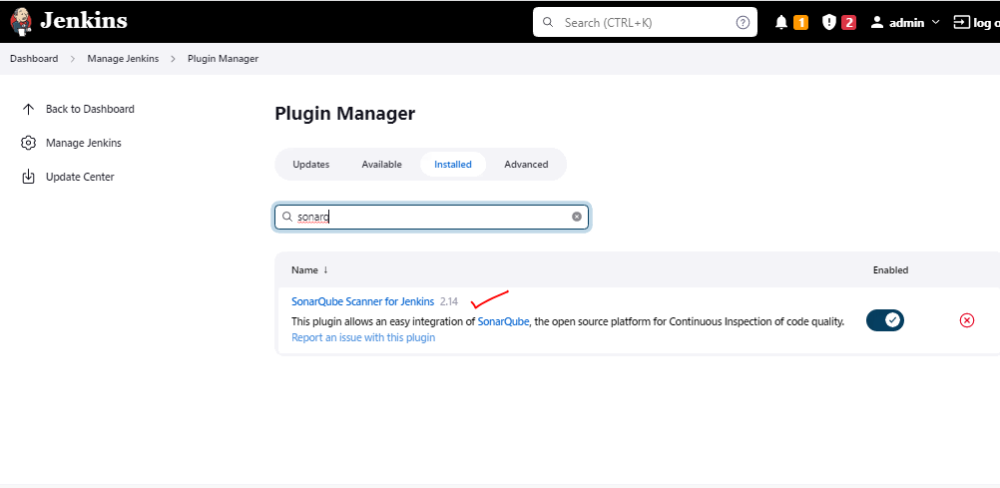 Jenkins
Search (CTRL+K)
1
2
admin
log o
Dashboard
Manage Jenkins
Plugin Manager
Back to Dashboard
Manage Jenkins
Update Center
Plugin Manager
Updates
Available
Installed
Advanced
sonarq
Name ↓
Enabled
SonarQube Scanner for Jenkins 2.14
This plugin allows an easy integration of SonarQube, the open source platform for Continuous Inspection of code quality.
Report an issue with this plugin